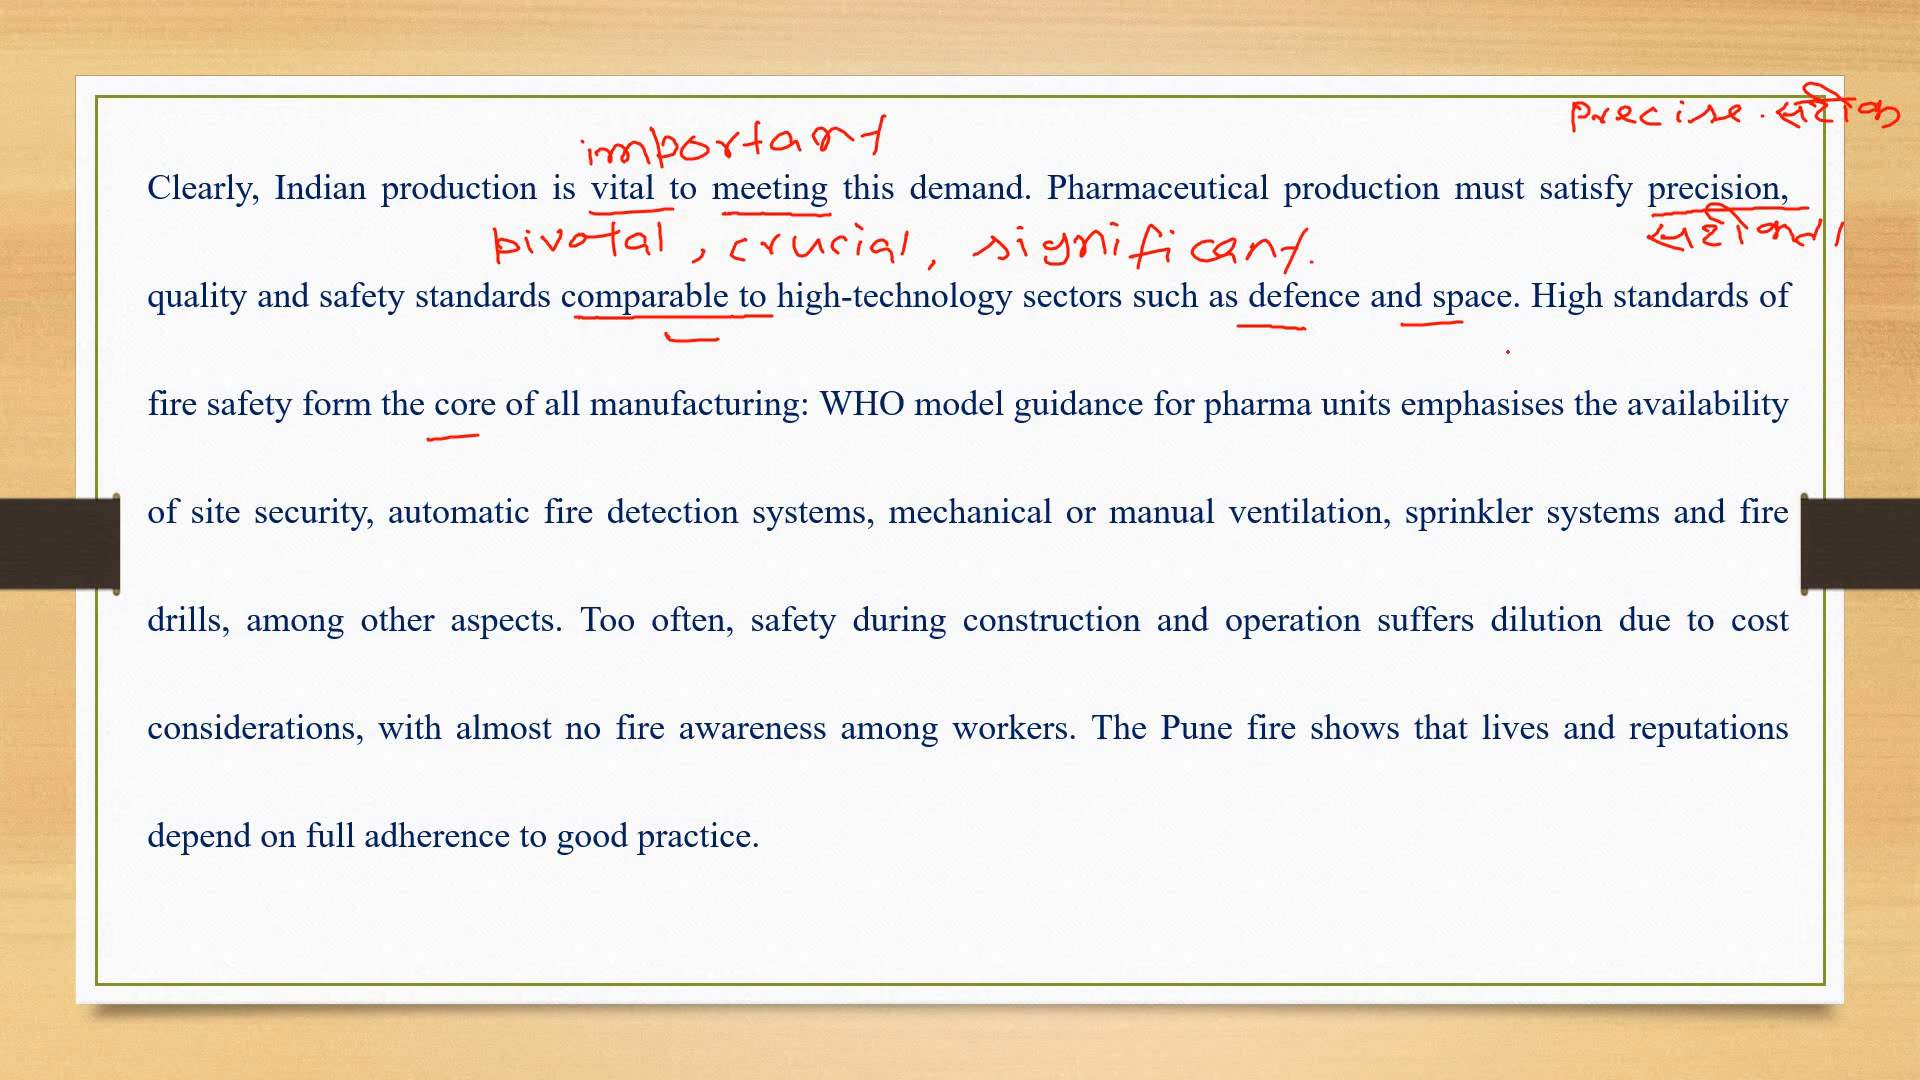 precise . सटीक
important
Clearly, Indian production is vital to meeting this demand. Pharmaceutical production must satisfy precision,
pivotal , crucial , significant. सटीकता
quality and safety standards comparable to high-technology sectors such as defence and space. High standards of
fire safety form the core of all manufacturing: WHO model guidance for pharma units emphasises the availability
of site security, automatic fire detection systems, mechanical or manual ventilation, sprinkler systems and fire
drills, among other aspects. Too often, safety during construction and operation suffers dilution due to cost
considerations, with almost no fire awareness among workers. The Pune fire shows that lives and reputations
depend on full adherence to good practice.